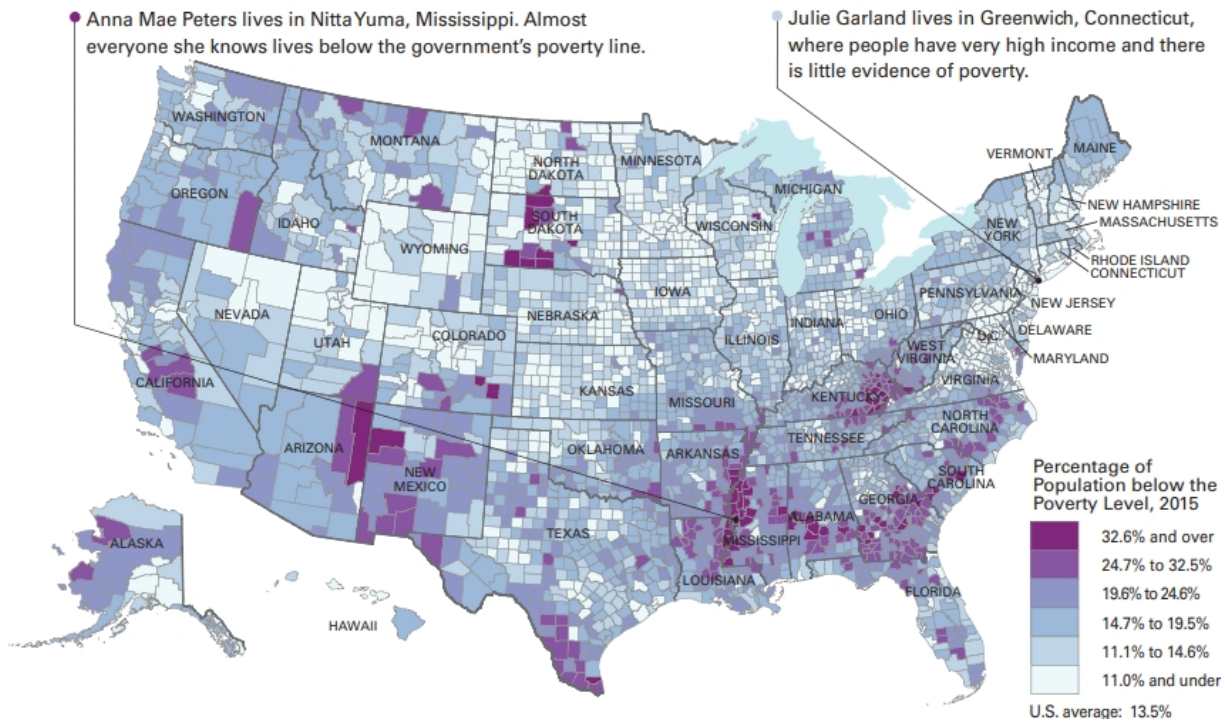 Anna Mae Peters lives in Nitta Yuma, Mississippi. Almost
everyone she knows lives below the government's poverty line.
Julie Garland lives in Greenwich, Connecticut,
where people have very high income and there
is little evidence of poverty.
WASHINGTON
MONTANA
NORTH
DAKOTA
MINNESOTA
VERMONT
MAINE
OREGON
IDAHO
SOUTH
DAKOTA
WISCONSIN
MICHIGAN
NEW
YORK
NEW HAMPSHIRE
MASSACHUSETTS
WYOMING
RHODE ISLAND
CONNECTICUT
IOWA
PENNSYLVANIA
NEW JERSEY
NEVADA
NEBRASKA
INDIANA
OHIO
DELAWARE
UTAH
COLORADO
ILLINOIS
WEST
VIRGINIA
D.C.
MARYLAND
CALIFORNIA
KANSAS
MISSOURI
KENTUCKY
VIRGINIA
ARIZONA
NEW
MEXICO
OKLAHOMA
ARKANSAS
TENNESSEE
NORTH
CAROLINA
SOUTH
CAROLINA
GEORGIA
ALABAMA
MISSISSIPPI
TEXAS
LOUISIANA
FLORIDA
ALASKA
HAWAII
Percentage of
Population below the
Poverty Level, 2015
32.6% and over
24.7% to 32.5%
19.6% to 24.6%
14.7% to 19.5%
11.1% to 14.6%
11.0% and under
U.S. average: 13.5%